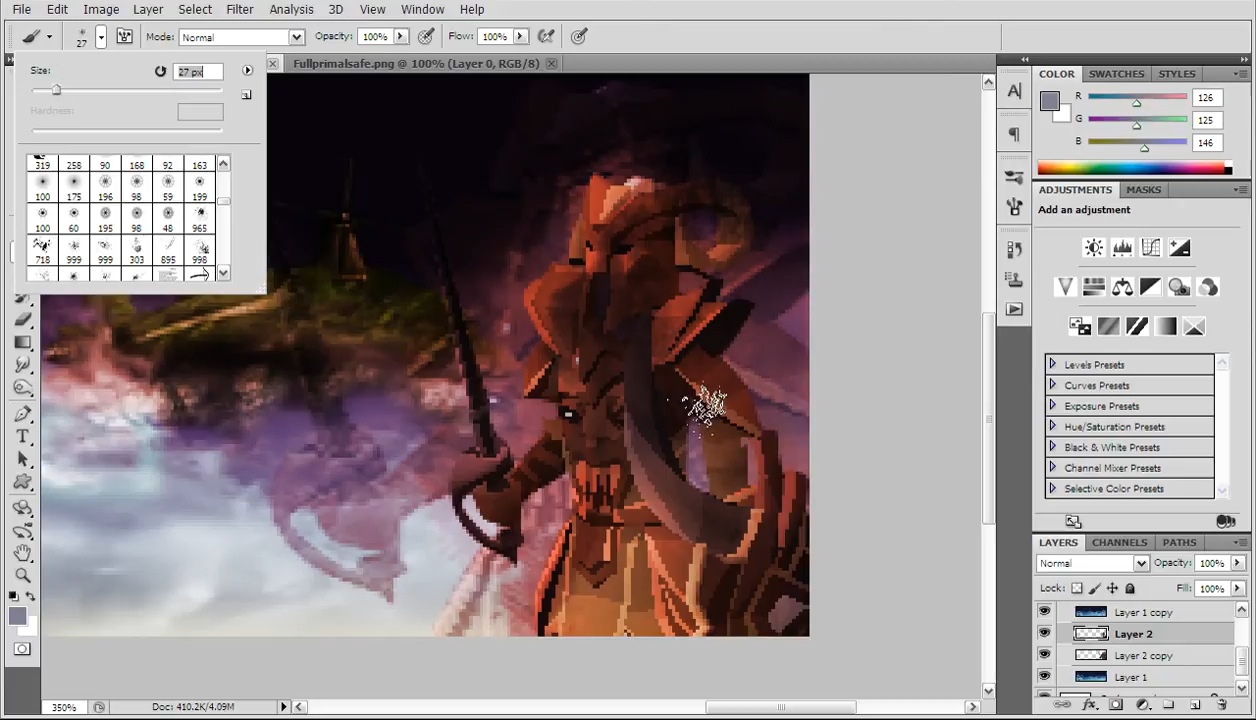 File Edit Image Layer Select Filter Analysis 3D View Window Help
27 Mode: Normal Opacity: 100% Flow: 100%
Size: 27 px
Hardness:
319 258 90 168 92 163
100 175 196 98 59 199
100 60 195 98 48 965
718 999 999 303 895 998
Fullprimalsafe.png @ 100% (Layer 0, RGB/8)
COLOR SWATCHES STYLES
R 126
G 125
B 146
ADJUSTMENTS MASKS
Add an adjustment
Levels Presets
Curves Presets
Exposure Presets
Hue/Saturation Presets
Black & White Presets
Channel Mixer Presets
Selective Color Presets
LAYERS CHANNELS PATHS
Normal Opacity: 100%
Lock: Fill: 100%
Layer 1 copy
Layer 2
Layer 2 copy
Layer 1
350% Doc: 410.2K/4.09M